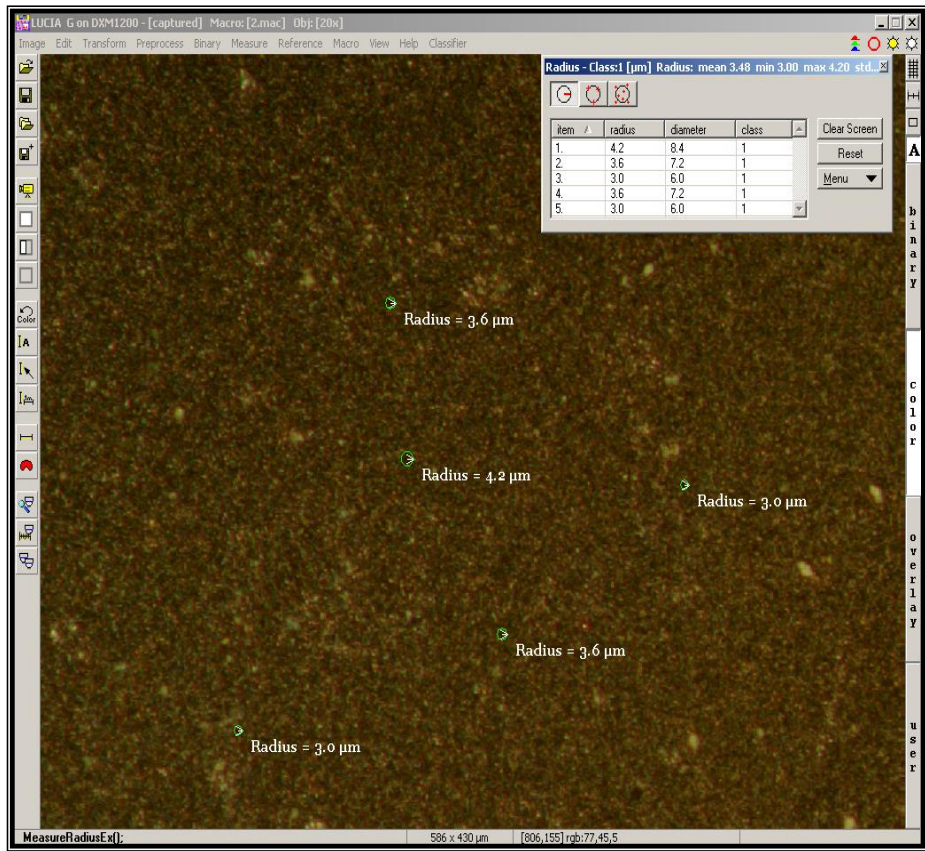 LUCIA G on DXM1200 - [captured] Macro: [2.mac] Obj: [20x]
Image Edit Transform Preprocess Binary Measure Reference Macro View Help Classifier
Radius - Class:1 [µm] Radius: mean 3.48 min 3.00 max 4.20 std...
item radius diameter class
1. 4.2 8.4 1
2. 3.6 7.2 1
3. 3.0 6.0 1
4. 3.6 7.2 1
5. 3.0 6.0 1
Clear Screen
Reset
Menu
Color
A
A
binary
color
overlay
user
Radius = 3.6 µm
Radius = 4.2 µm
Radius = 3.0 µm
Radius = 3.6 µm
Radius = 3.0 µm
MeasureRadiusEx(); 586 x 430 µm [806,155] rgb:77,45,5